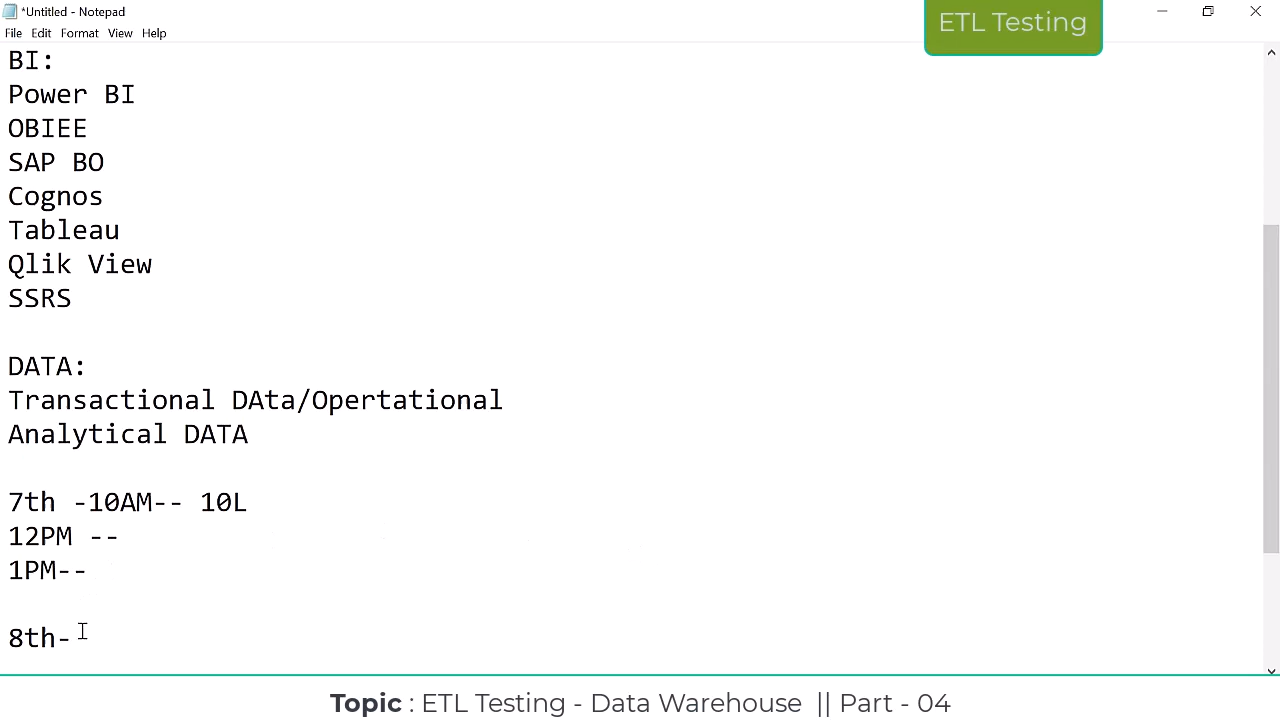 *Untitled - Notepad
ETL Testing
File Edit Format View Help
BI:
Power BI
OBIEE
SAP BO
Cognos
Tableau
Qlik View
SSRS
DATA:
Transactional DAta/Opertational
Analytical DATA
7th -10AM-- 10L
12PM --
1PM--
8th-
Topic : ETL Testing - Data Warehouse || Part - 04